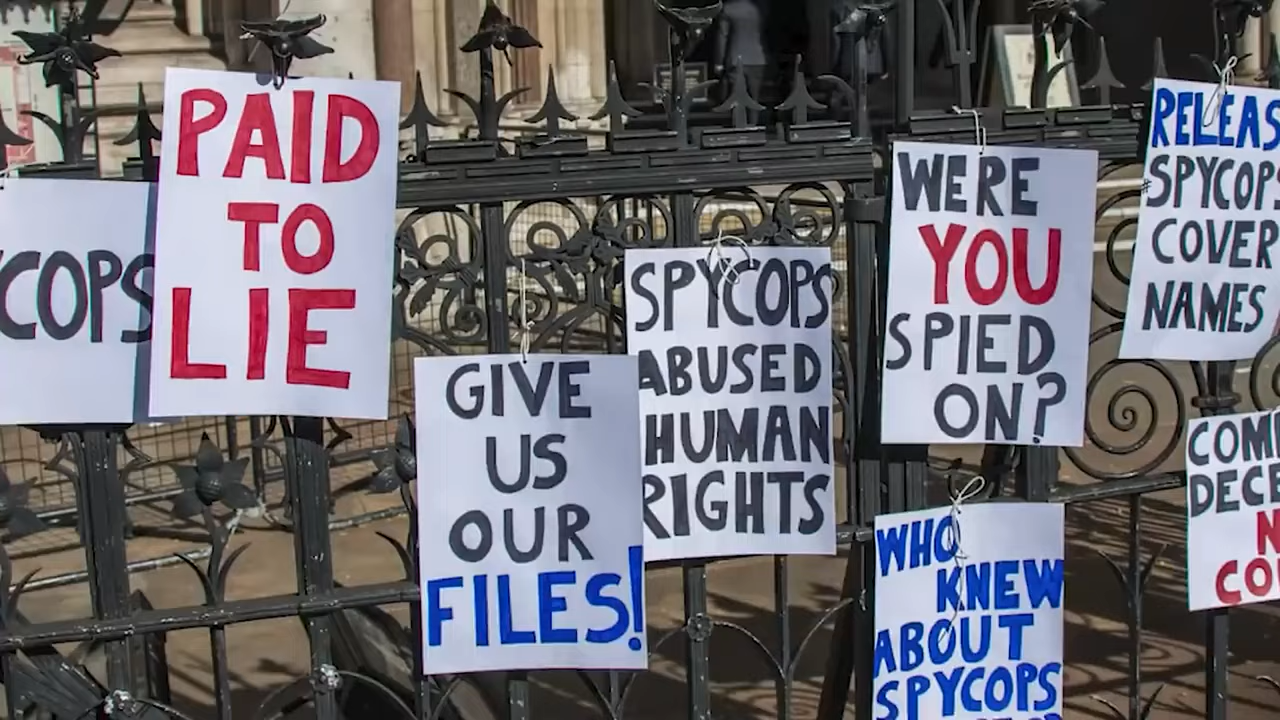 PAID
TO
LIE
GIVE
US
OUR
FILES!
SPYCOPS
ABUSED
HUMAN
RIGHTS
WERE
YOU
SPIED
ON?
WHO
KNEW
ABOUT
SPYCOPS
#SPYCOPS
COVER
NAMES